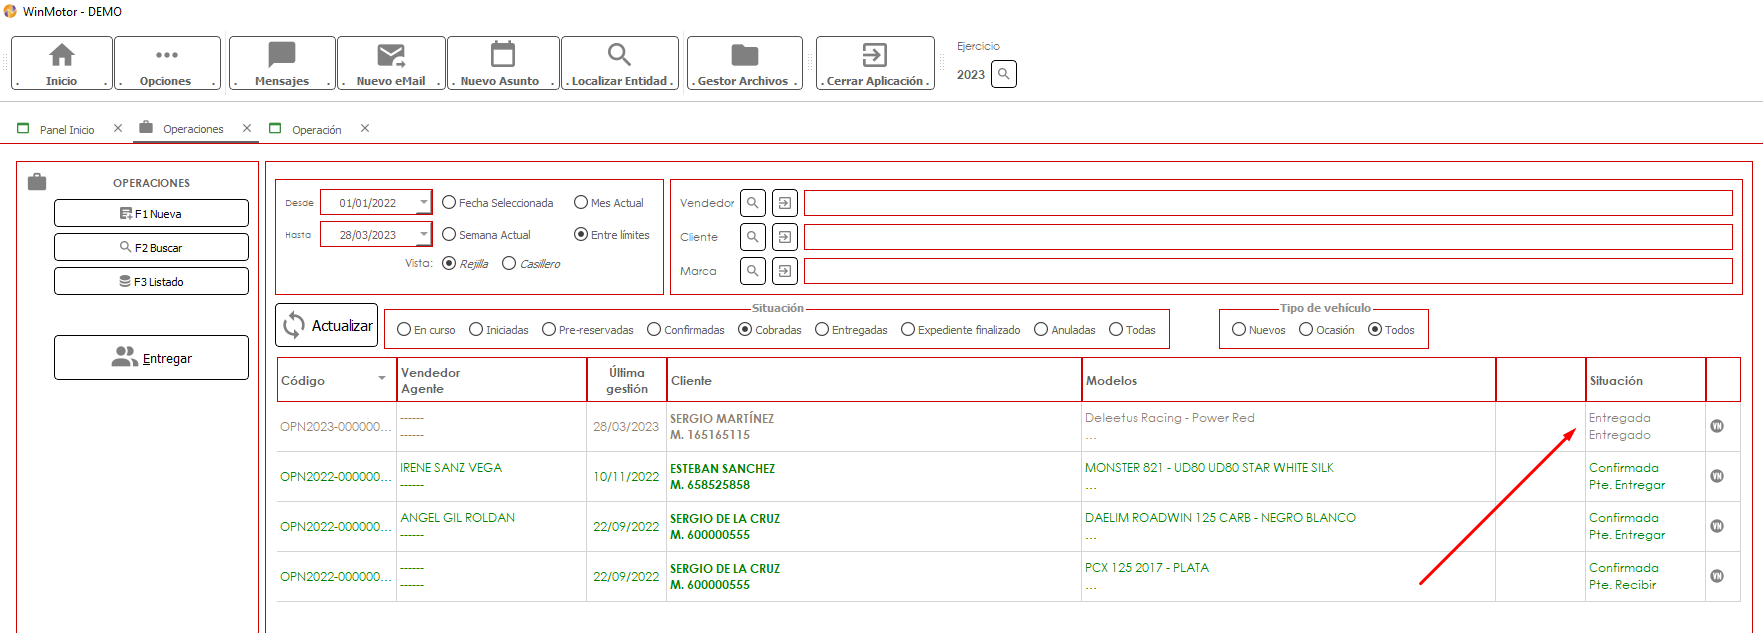 WinMotor - DEMO
. Inicio .
. Opciones .
. Mensajes .
. Nuevo eMail .
. Nuevo Asunto .
. Localizar Entidad .
. Gestor Archivos .
. Cerrar Aplicación .
Ejercicio
2023
Panel Inicio
Operaciones
Operación
OPERACIONES
F1 Nueva
F2 Buscar
F3 Listado
Entregar
Desde 01/01/2022 Fecha Seleccionada Mes Actual
Hasta 28/03/2023 Semana Actual Entre límites
Vista: Rejilla Casillero
Vendedor
Cliente
Marca
Actualizar
Situación
En curso Iniciadas Pre-reservadas Confirmadas Cobradas Entregadas Expediente finalizado Anuladas Todas
Tipo de vehículo
Nuevos Ocasión Todos
Código
Vendedor
Agente
Última
gestión
Cliente
Modelos
Situación
OPN2023-000000...
------
------
28/03/2023
SERGIO MARTÍNEZ
M. 165165115
Deleetus Racing - Power Red
...
Entregada
Entregado
VN
OPN2022-000000...
IRENE SANZ VEGA
------
10/11/2022
ESTEBAN SANCHEZ
M. 658525858
MONSTER 821 - UD80 UD80 STAR WHITE SILK
...
Confirmada
Pte. Entregar
VN
OPN2022-000000...
ANGEL GIL ROLDAN
------
22/09/2022
SERGIO DE LA CRUZ
M. 600000555
DAELIM ROADWIN 125 CARB - NEGRO BLANCO
...
Confirmada
Pte. Entregar
VN
OPN2022-000000...
------
------
22/09/2022
SERGIO DE LA CRUZ
M. 600000555
PCX 125 2017 - PLATA
...
Confirmada
Pte. Recibir
VN